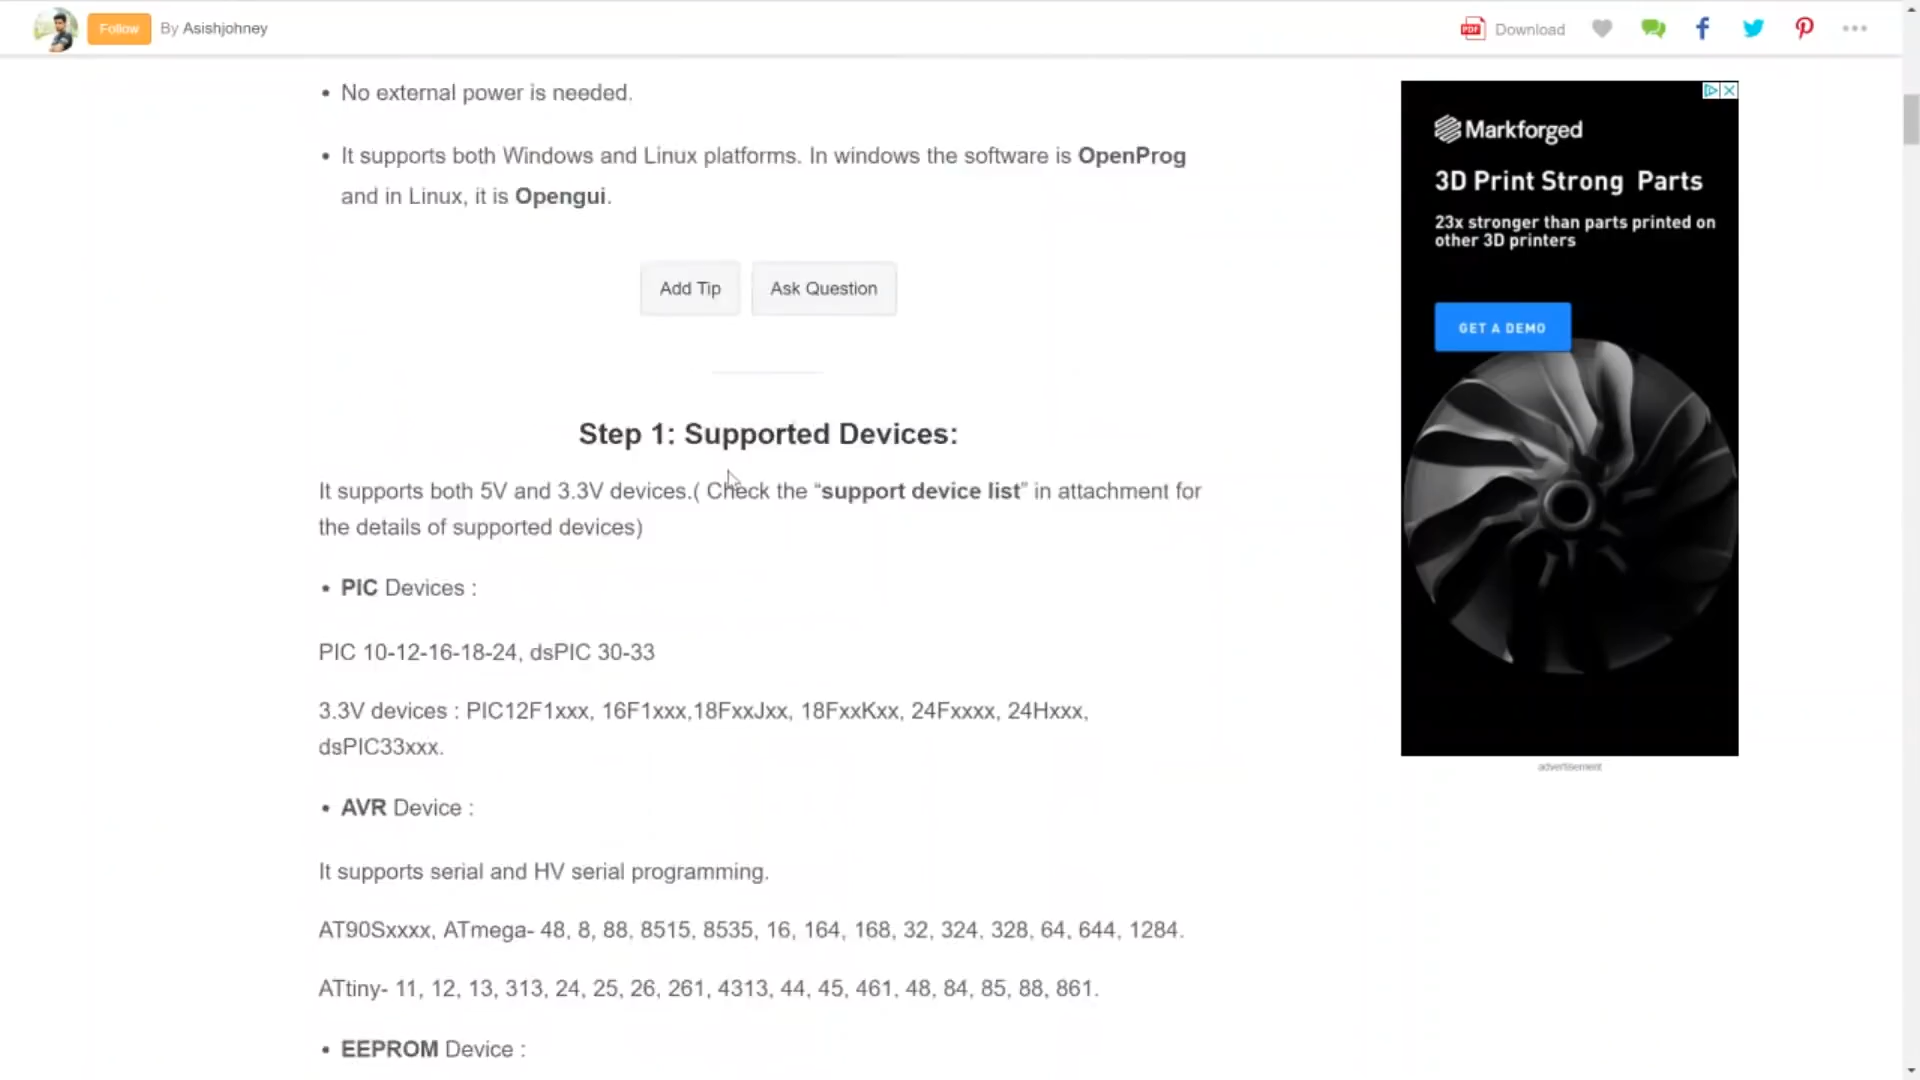 Follow By Asishjohney
PDF Download
• No external power is needed.
• It supports both Windows and Linux platforms. In windows the software is OpenProg
and in Linux, it is Opengui.
Add Tip Ask Question
Step 1: Supported Devices:
It supports both 5V and 3.3V devices.( Check the “support device list” in attachment for
the details of supported devices)
• PIC Devices :
PIC 10-12-16-18-24, dsPIC 30-33
3.3V devices : PIC12F1xxx, 16F1xxx,18FxxJxx, 18FxxKxx, 24Fxxxx, 24Hxxx,
dsPIC33xxx.
• AVR Device :
It supports serial and HV serial programming.
AT90Sxxxx, ATmega- 48, 8, 88, 8515, 8535, 16, 164, 168, 32, 324, 328, 64, 644, 1284.
ATtiny- 11, 12, 13, 313, 24, 25, 26, 261, 4313, 44, 45, 461, 48, 84, 85, 88, 861.
• EEPROM Device :
Markforged
3D Print Strong Parts
23x stronger than parts printed on
other 3D printers
GET A DEMO
advertisement